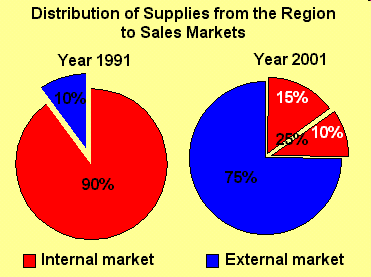 Distribution of Supplies from the Region
to Sales Markets
Year 1991
Year 2001
10%
90%
15%
10%
25%
75%
Internal market
External market